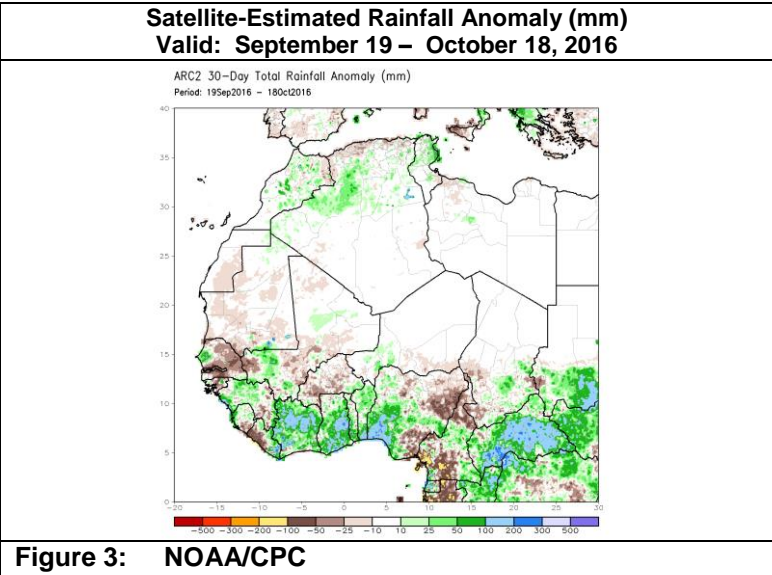 Satellite-Estimated Rainfall Anomaly (mm)
Valid:  September 19 –  October 18, 2016
ARC2 30-Day Total Rainfall Anomaly (mm)
Period: 19Sep2016 – 18Oct2016
40
35
30
25
20
15
10
5
0
-20 -15 -10 -5 0 5 10 15 20 25 30
-500 -300 -200 -100 -50 -25 -10 10 25 50 100 200 300 500
Figure 3:    NOAA/CPC